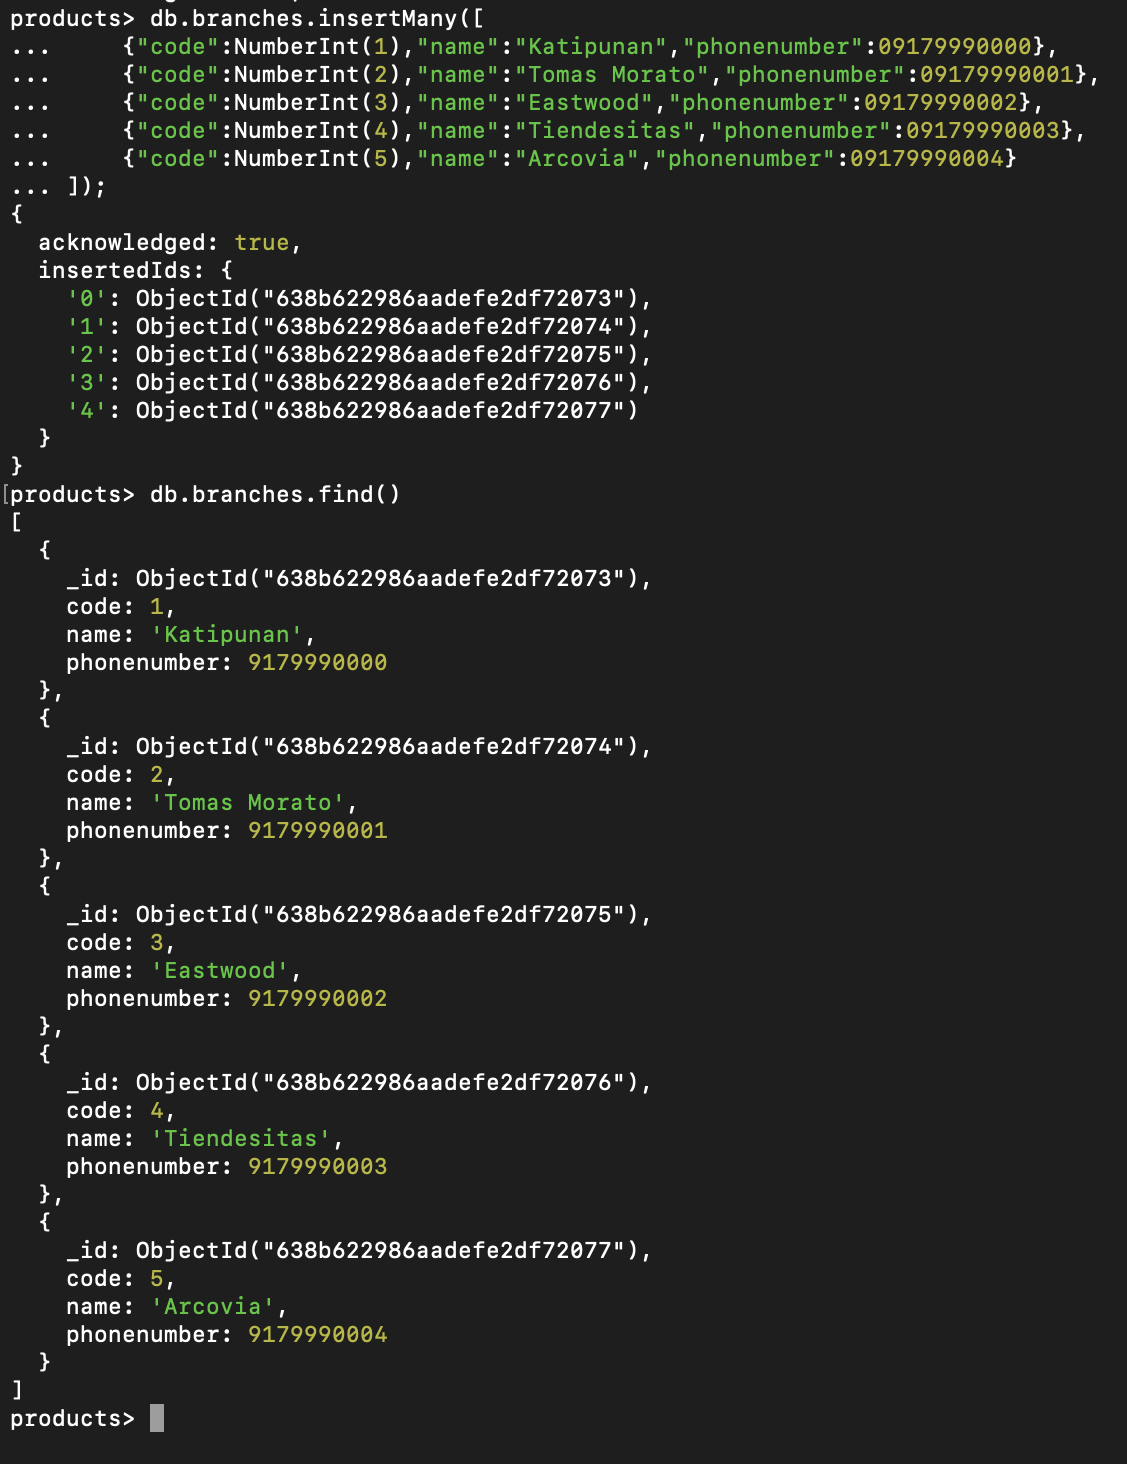 products> db.branches.insertMany([
...     {"code":NumberInt(1),"name":"Katipunan","phonenumber":09179990000},
...     {"code":NumberInt(2),"name":"Tomas Morato","phonenumber":09179990001},
...     {"code":NumberInt(3),"name":"Eastwood","phonenumber":09179990002},
...     {"code":NumberInt(4),"name":"Tiendesitas","phonenumber":09179990003},
...     {"code":NumberInt(5),"name":"Arcovia","phonenumber":09179990004}
... ]);
{
  acknowledged: true,
  insertedIds: {
    '0': ObjectId("638b622986aadefe2df72073"),
    '1': ObjectId("638b622986aadefe2df72074"),
    '2': ObjectId("638b622986aadefe2df72075"),
    '3': ObjectId("638b622986aadefe2df72076"),
    '4': ObjectId("638b622986aadefe2df72077")
  }
}
[products> db.branches.find()
[
  {
    _id: ObjectId("638b622986aadefe2df72073"),
    code: 1,
    name: 'Katipunan',
    phonenumber: 9179990000
  },
  {
    _id: ObjectId("638b622986aadefe2df72074"),
    code: 2,
    name: 'Tomas Morato',
    phonenumber: 9179990001
  },
  {
    _id: ObjectId("638b622986aadefe2df72075"),
    code: 3,
    name: 'Eastwood',
    phonenumber: 9179990002
  },
  {
    _id: ObjectId("638b622986aadefe2df72076"),
    code: 4,
    name: 'Tiendesitas',
    phonenumber: 9179990003
  },
  {
    _id: ObjectId("638b622986aadefe2df72077"),
    code: 5,
    name: 'Arcovia',
    phonenumber: 9179990004
  }
]
products>